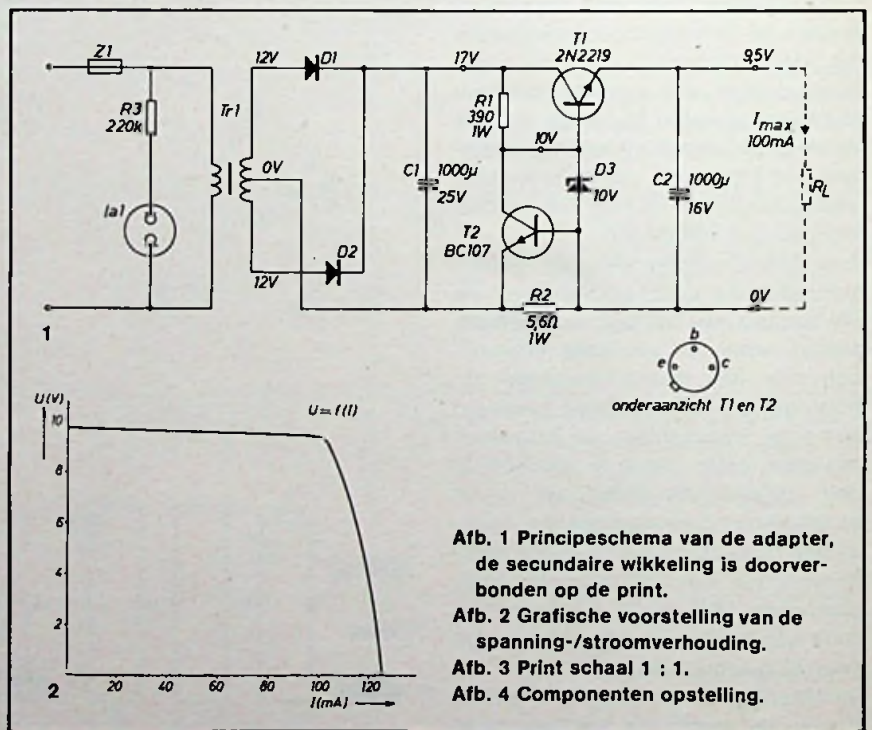 Z1
R3
220k
la1
Tr1
12V
0V
12V
D1
D2
17V
C1
1000µ
25V
R1
390
1W
10V
T1
2N2219
D3
10V
T2
BC107
R2
5,6Ω
1W
C2
1000µ
16V
9,5V
Imax
100mA
RL
0V
b
e
c
onderaanzicht T1 en T2
1
U(V)
U=f(I)
10
8
6
4
2
20 40 60 80 100 120
I(mA)
2
Afb. 1 Principeschema van de adapter,
de secundaire wikkeling is doorver-
bonden op de print.
Afb. 2 Grafische voorstelling van de
spanning-/stroomverhouding.
Afb. 3 Print schaal 1 : 1.
Afb. 4 Componenten opstelling.